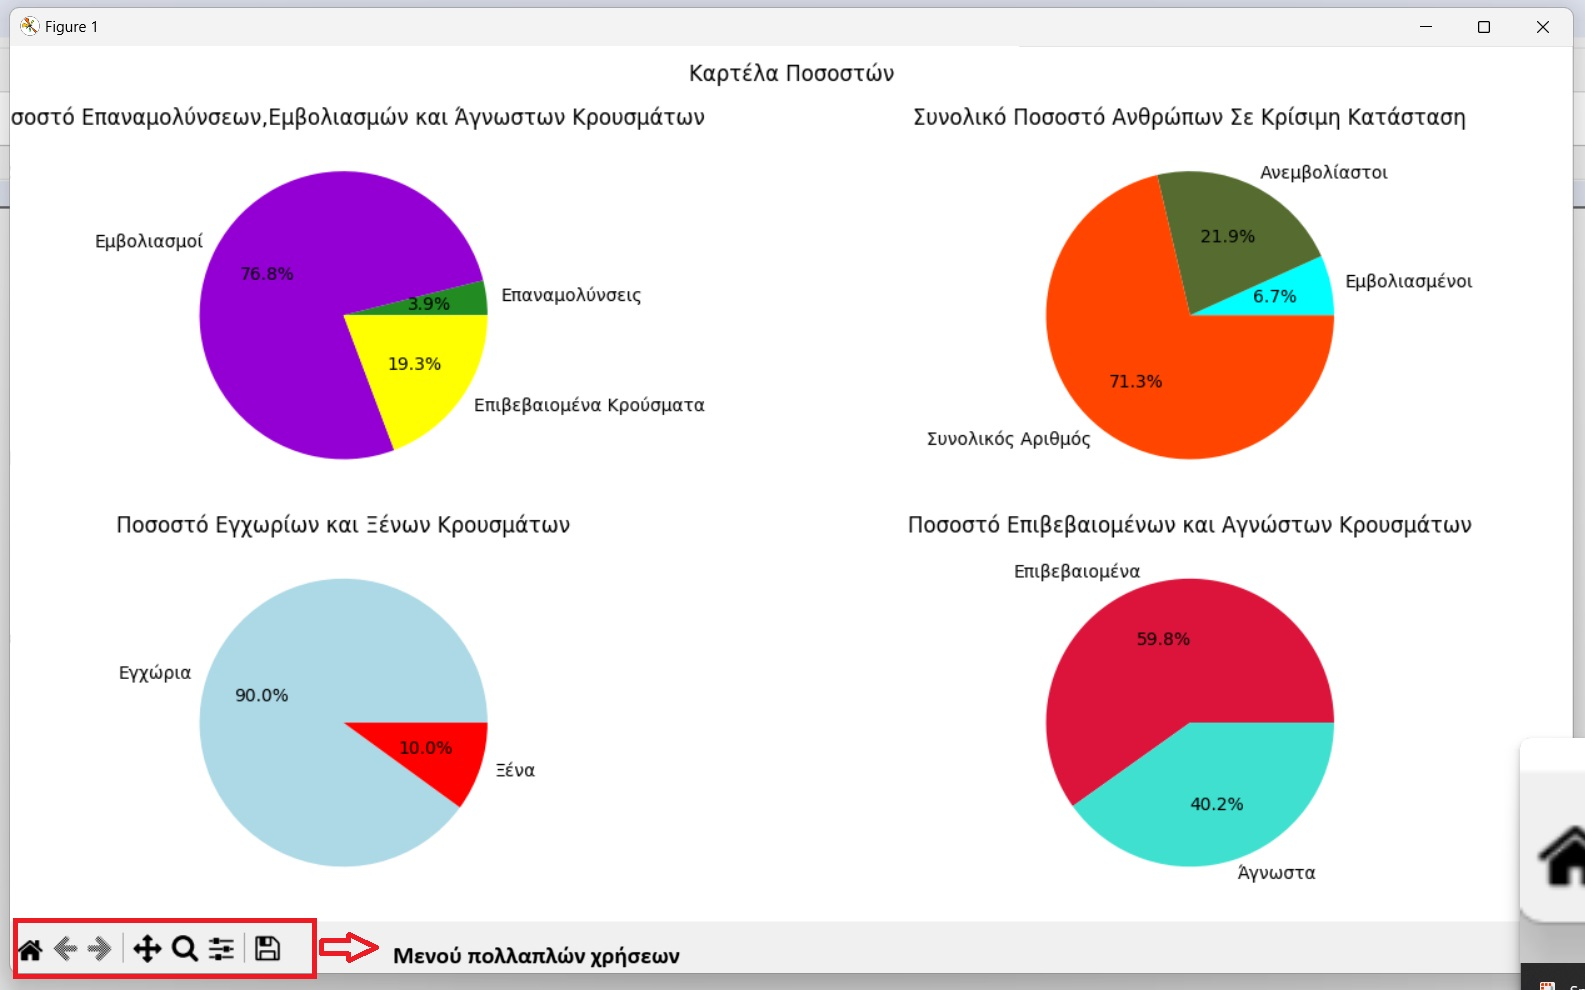 Figure 1
Καρτέλα Ποσοστών
σοστό Επαναμολύνσεων,Εμβολιασμών και Άγνωστων Κρουσμάτων
Εμβολιασμοί
76.8%
3.9%
Επαναμολύνσεις
19.3%
Επιβεβαιομένα Κρούσματα
Συνολικό Ποσοστό Ανθρώπων Σε Κρίσιμη Κατάσταση
Ανεμβολίαστοι
21.9%
Εμβολιασμένοι
6.7%
71.3%
Συνολικός Αριθμός
Ποσοστό Εγχωρίων και Ξένων Κρουσμάτων
Εγχώρια
90.0%
10.0%
Ξένα
Ποσοστό Επιβεβαιομένων και Αγνώστων Κρουσμάτων
Επιβεβαιομένα
59.8%
40.2%
Άγνωστα
Μενού πολλαπλών χρήσεων